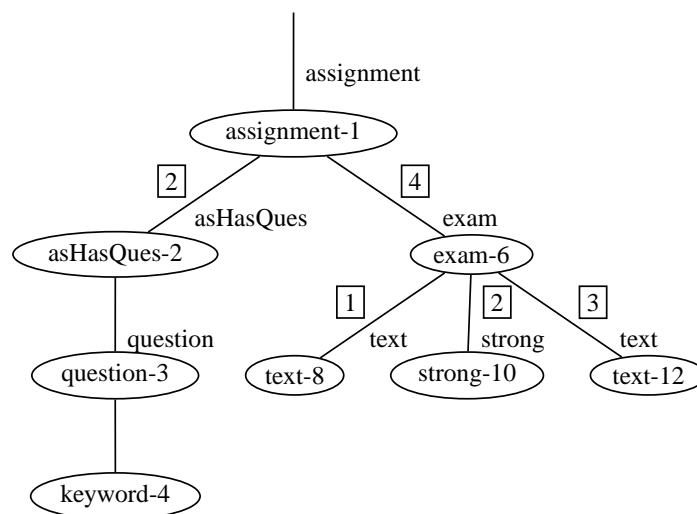 assignment
assignment-1
2
4
asHasQues
exam
asHasQues-2
exam-6
1
2
3
question
text
strong
text
question-3
text-8
strong-10
text-12
keyword-4